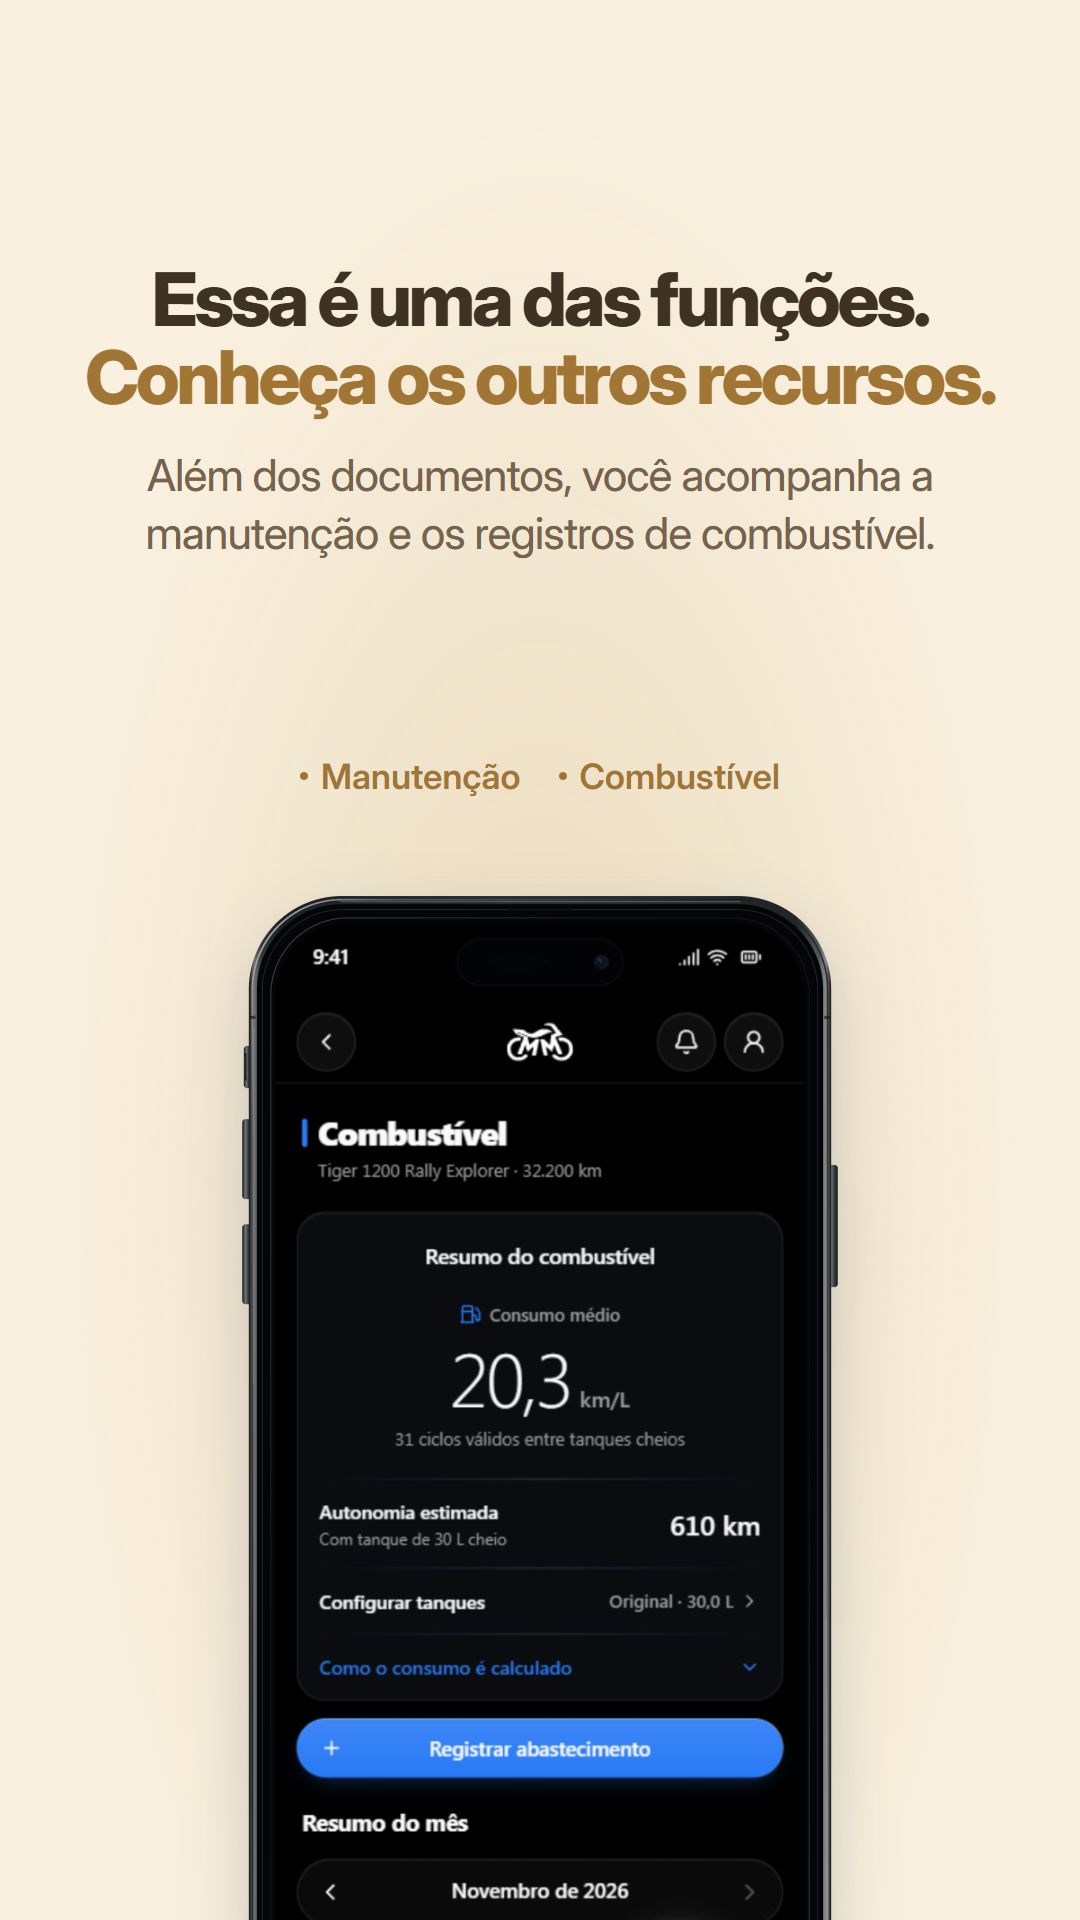 Essa é uma das funções.
Conheça os outros recursos.
Além dos documentos, você acompanha a
manutenção e os registros de combustível.
• Manutenção • Combustível
9:41
MM
Combustível
Tiger 1200 Rally Explorer · 32.200 km
Resumo do combustível
Consumo médio
20,3 km/L
31 ciclos válidos entre tanques cheios
Autonomia estimada
610 km
Com tanque de 30 L cheio
Configurar tanques
Original · 30,0 L
Como o consumo é calculado
+ Registrar abastecimento
Resumo do mês
Novembro de 2026